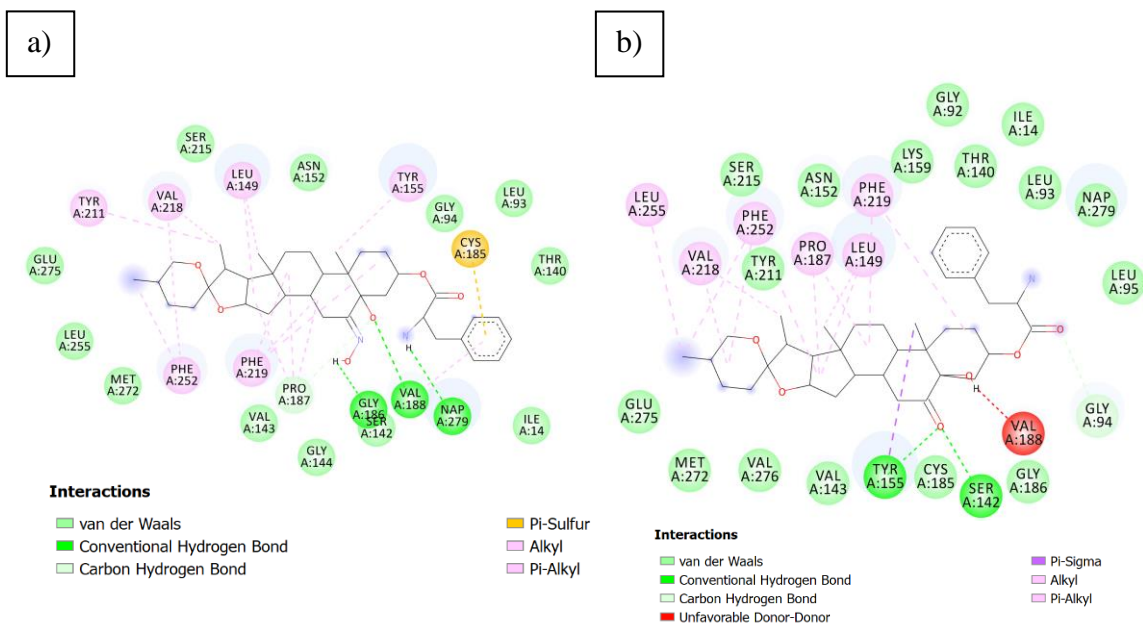 a)
SER
A:215
LEU
A:149
ASN
A:152
TYR
A:155
TYR
A:211
VAL
A:218
GLY
A:94
LEU
A:93
CYS
A:185
GLU
A:275
THR
A:140
O
O
O
O
N
N
H
H
O
O
LEU
A:255
PHE
A:252
PHE
A:219
PRO
A:187
MET
A:272
VAL
A:143
GLY
A:186
VAL
A:188
SER
A:142
NAP
A:279
ILE
A:14
GLY
A:144
Interactions
van der Waals
Conventional Hydrogen Bond
Carbon Hydrogen Bond
Pi-Sulfur
Alkyl
Pi-Alkyl
b)
GLY
A:92
ILE
A:14
SER
A:215
ASN
A:152
LYS
A:159
THR
A:140
LEU
A:93
NAP
A:279
LEU
A:255
PHE
A:252
PHE
A:219
VAL
A:218
TYR
A:211
PRO
A:187
LEU
A:149
LEU
A:95
N
O
O
O
O
O
H
O
GLU
A:275
VAL
A:188
GLY
A:94
MET
A:272
VAL
A:276
VAL
A:143
TYR
A:155
CYS
A:185
SER
A:142
GLY
A:186
Interactions
van der Waals
Conventional Hydrogen Bond
Carbon Hydrogen Bond
Unfavorable Donor-Donor
Pi-Sigma
Alkyl
Pi-Alkyl